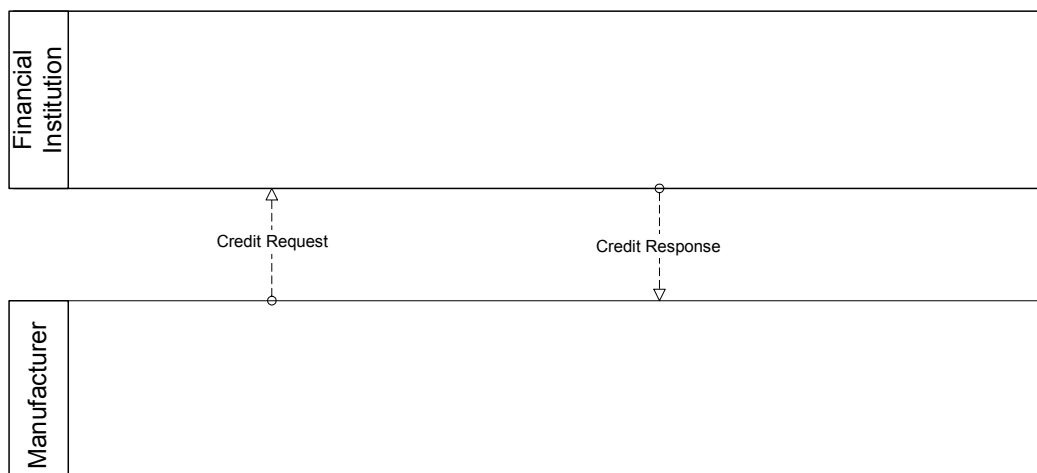 Financial
Institution
Credit Request
Credit Response
Manufacturer